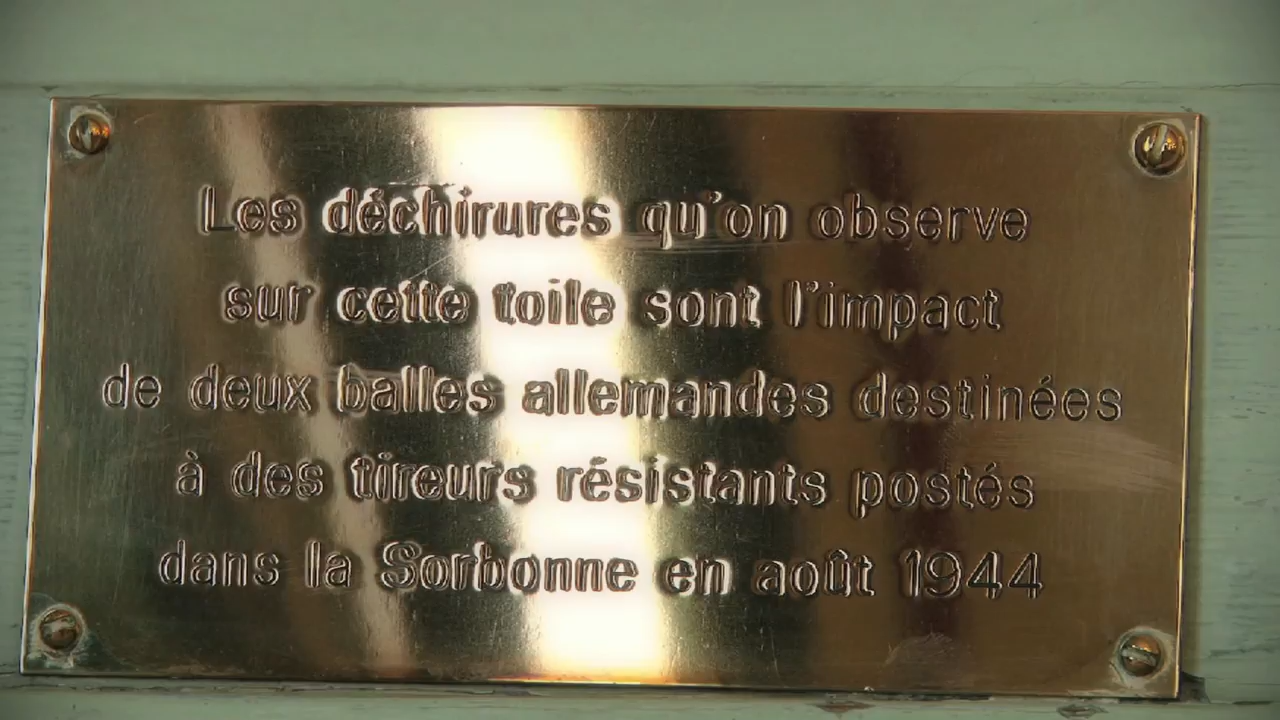 Les déchirures qu'on observe
sur cette toile sont l'impact
de deux balles allemandes destinées
à des tireurs résistants postés
dans la Sorbonne en août 1944